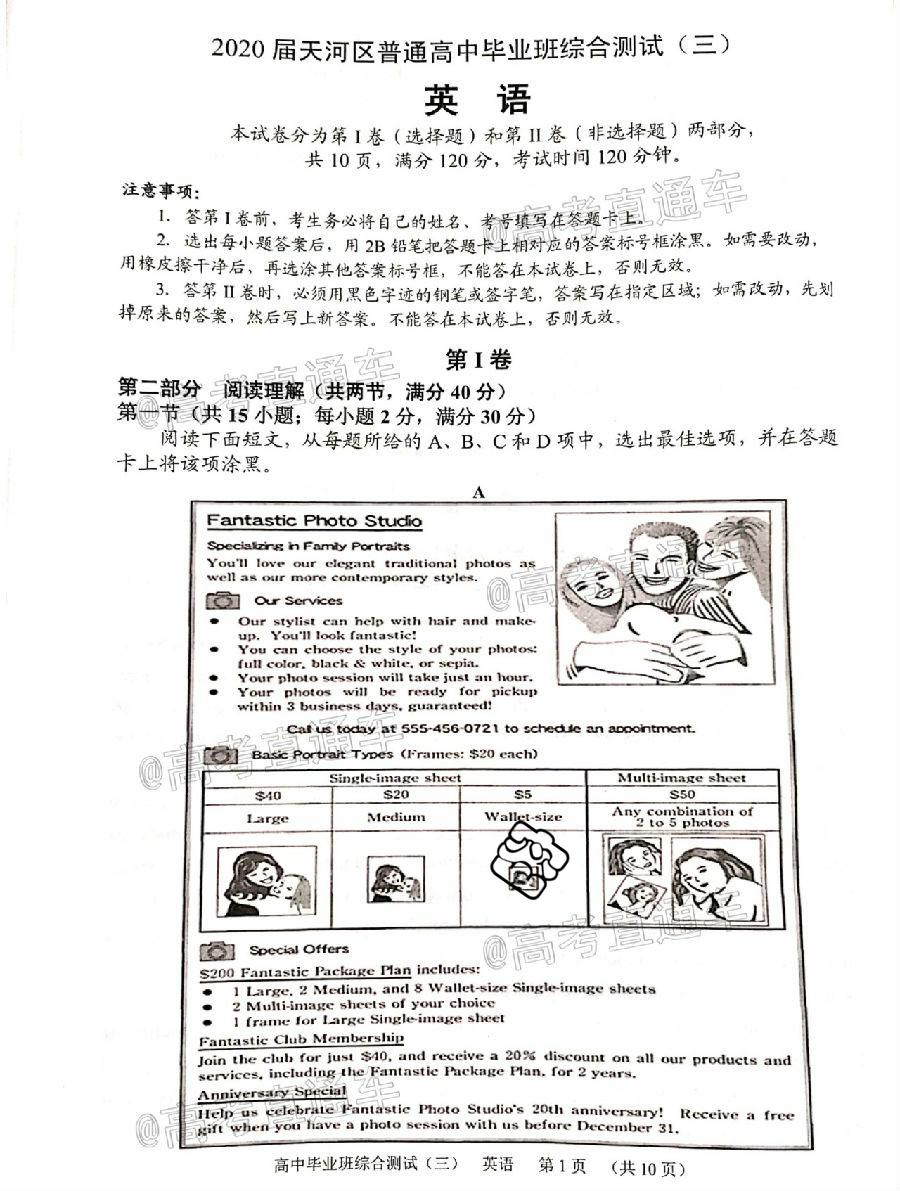 2020 届天河区普通高中毕业班综合测试（三）
英 语
本试卷分为第 I 卷（选择题）和第 II 卷（非选择题）两部分，
共 10 页，满分 120 分，考试时间 120 分钟。
注意事项：
1. 答第 I 卷前，考生务必将自己的姓名、考号填写在答题卡上。
2. 选出每小题答案后，用 2B 铅笔把答题卡上相对应的答案标号框涂黑。如需要改动，
用橡皮擦干净后，再选涂其他答案标号框，不能答在本试卷上，否则无效。
3. 答第 II 卷时，必须用黑色字迹的钢笔或签字笔，答案写在指定区域；如需改动，先划
掉原来的答案，然后写上新答案。不能答在本试卷上，否则无效。
第 I 卷
第二部分 阅读理解（共两节，满分 40 分）
第一节（共 15 小题；每小题 2 分，满分 30 分）
阅读下面短文，从每题所给的 A、B、C 和 D 项中，选出最佳选项，并在答题
卡上将该项涂黑。
A
Fantastic Photo Studio
Specializing in Family Portraits
You'll love our elegant traditional photos as
well as our more contemporary styles.
Our Services
• Our stylist can help with hair and make-
up. You'll look fantastic!
• You can choose the style of your photos:
full color, black & white, or sepia.
• Your photo session will take just an hour.
• Your photos will be ready for pickup
within 3 business days, guaranteed!
Call us today at 555-456-0721 to schedule an appointment.
Basic Portrait Types (Frames: $20 each)
Single-image sheet Multi-image sheet
$40 $20 $5 $50
Large Medium Wallet-size Any combination of
2 to 5 photos
Special Offers
$200 Fantastic Package Plan includes:
• 1 Large, 2 Medium, and 8 Wallet-size Single-image sheets
• 2 Multi-image sheets of your choice
• 1 frame for Large Single-image sheet
Fantastic Club Membership
Join the club for just $40, and receive a 20% discount on all our products and
services, including the Fantastic Package Plan, for 2 years.
Anniversary Special
Help us celebrate Fantastic Photo Studio's 20th anniversary! Receive a free
gift when you have a photo session with us before December 31.
高中毕业班综合测试（三） 英语 第 1 页 （共 10 页）
@高考直通车
@高考直通车
@高考直通车
@高考直通车
@高考直通车
@高考直通车